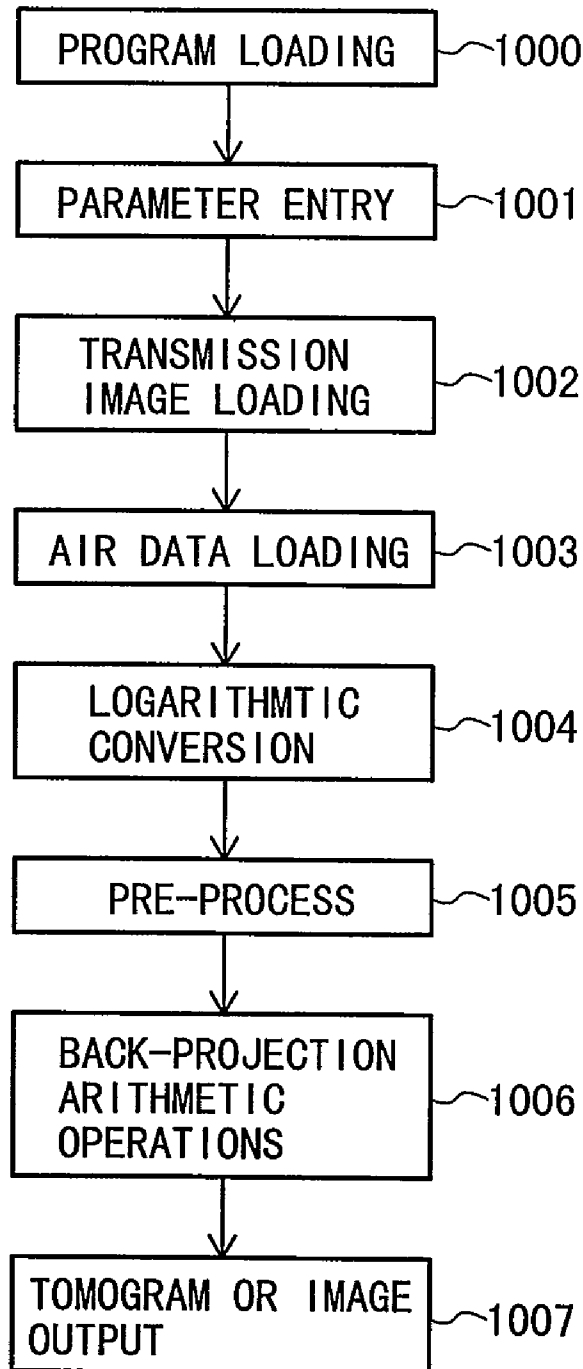 PROGRAM LOADING 1000
PARAMETER ENTRY 1001
TRANSMISSION
IMAGE LOADING 1002
AIR DATA LOADING 1003
LOGARITHMTIC
CONVERSION 1004
PRE-PROCESS 1005
BACK-PROJECTION
ARITHMETIC
OPERATIONS 1006
TOMOGRAM OR IMAGE
OUTPUT 1007